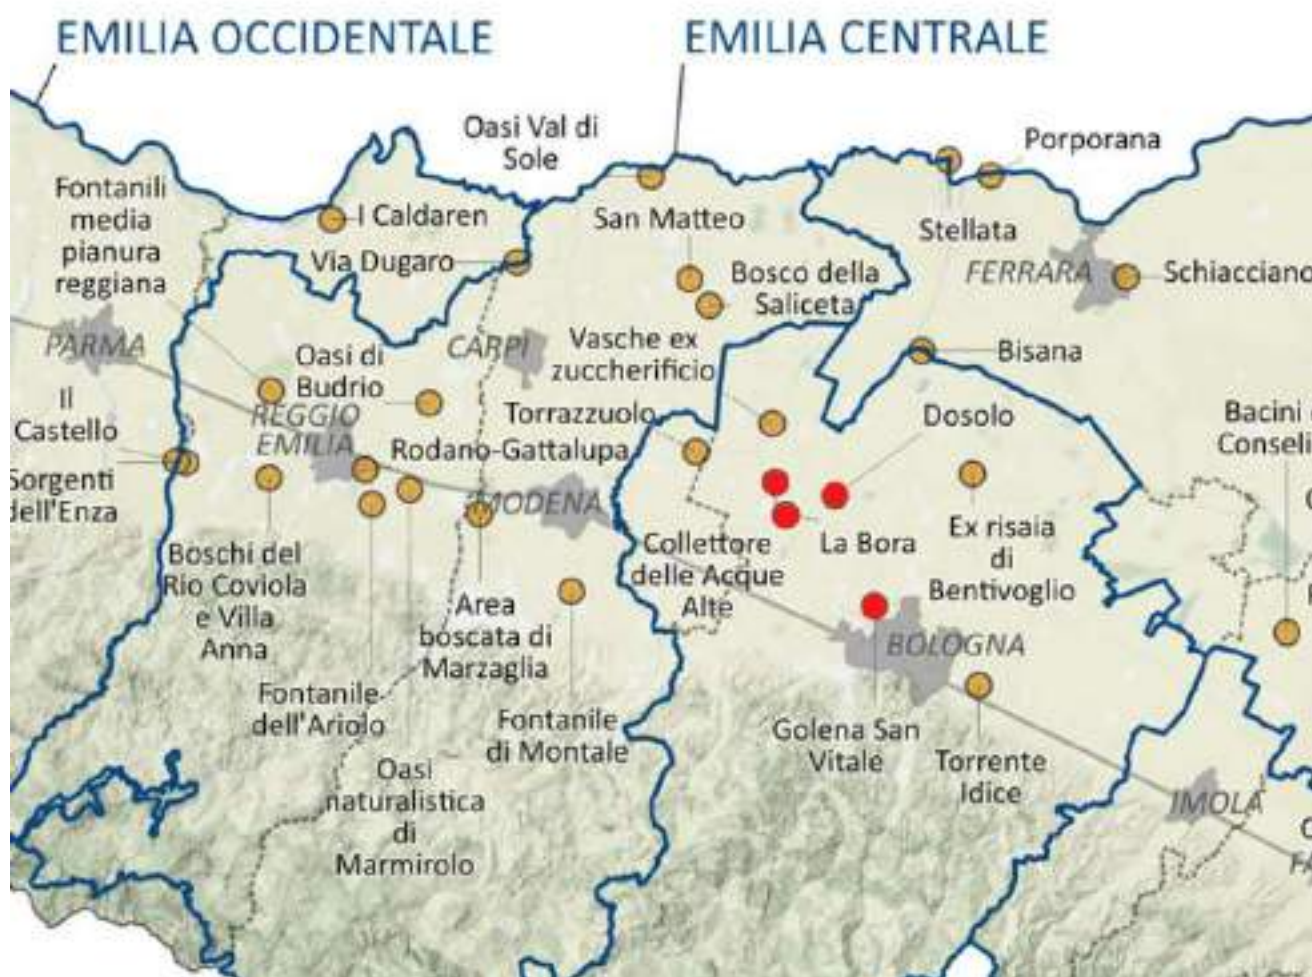 EMILIA OCCIDENTALE
EMILIA CENTRALE
Oasi Val di
Sole
Porporana
Fontanili
media
pianura
reggiana
I Caldaren
San Matteo
Stellata
Via Dugaro
Bosco della
Saliceta
FERRARA
Schiacciano
PARMA
Oasi di
Budrio
CARPI
Vasche ex
zuccherificio
Bisana
Il
Castello
REGGIO
EMILIA
Torrazzuolo
Dosolo
Bacini
Conseli
Rodano-Gattalupa
Sorgenti
dell'Enza
MODENA
Collettore
delle Acque
Alte
La Bora
Ex risaia
di
Bentivoglio
Boschi del
Rio Coviola
e Villa
Anna
Area
boscata di
Marzaglia
BOLOGNA
Fontanile
dell'Ariolo
Fontanile
di Montale
Golena San
Vitale
Torrente
Idice
Oasi
naturalistica
di
Marmirolo
IMOLA